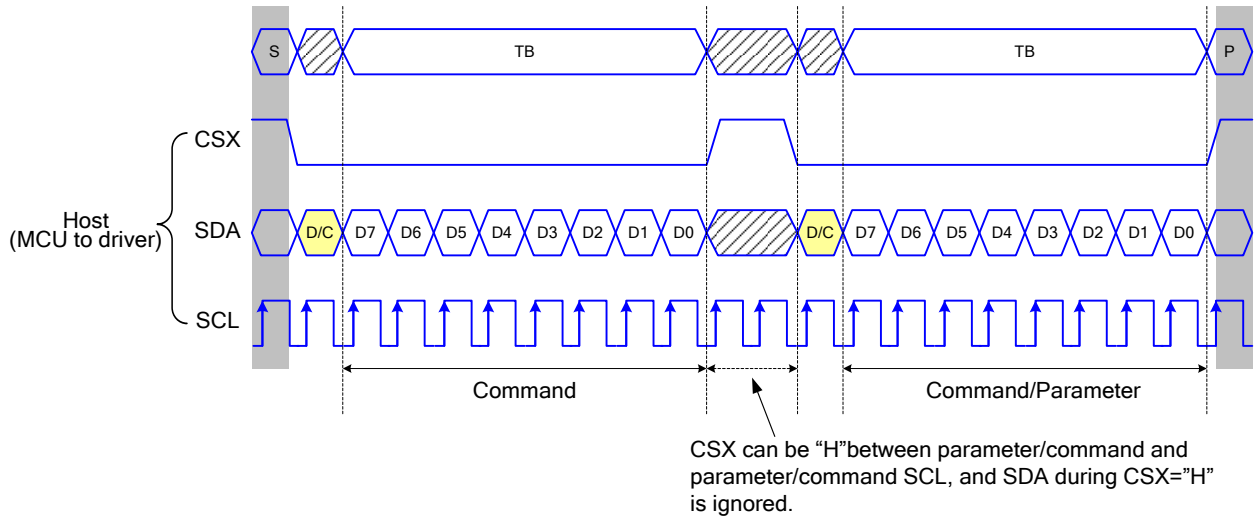 S TB TB P
CSX
Host
(MCU to driver)
SDA D/C D7 D6 D5 D4 D3 D2 D1 D0 D/C D7 D6 D5 D4 D3 D2 D1 D0
SCL
Command Command/Parameter
CSX can be “H”between parameter/command and
parameter/command SCL, and SDA during CSX=”H”
is ignored.